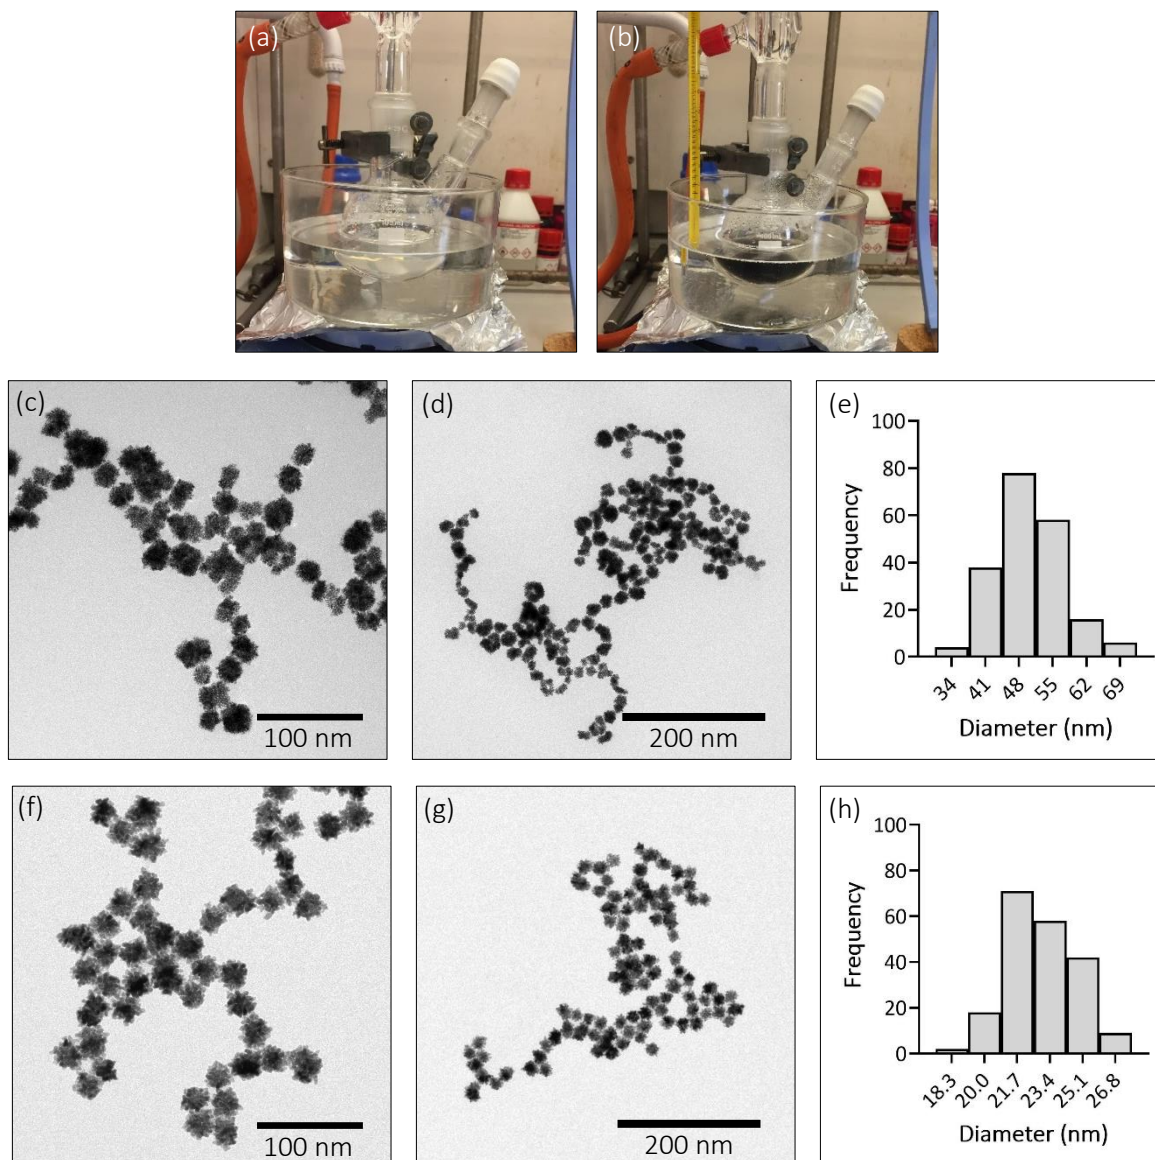 (a)
(b)
(c)
100 nm
(d)
200 nm
(e)
100
80
60
40
20
0
Frequency
34 41 48 55 62 69
Diameter (nm)
(f)
100 nm
(g)
200 nm
(h)
100
80
60
40
20
0
Frequency
18.3 20.0 21.7 23.4 25.1 26.8
Diameter (nm)